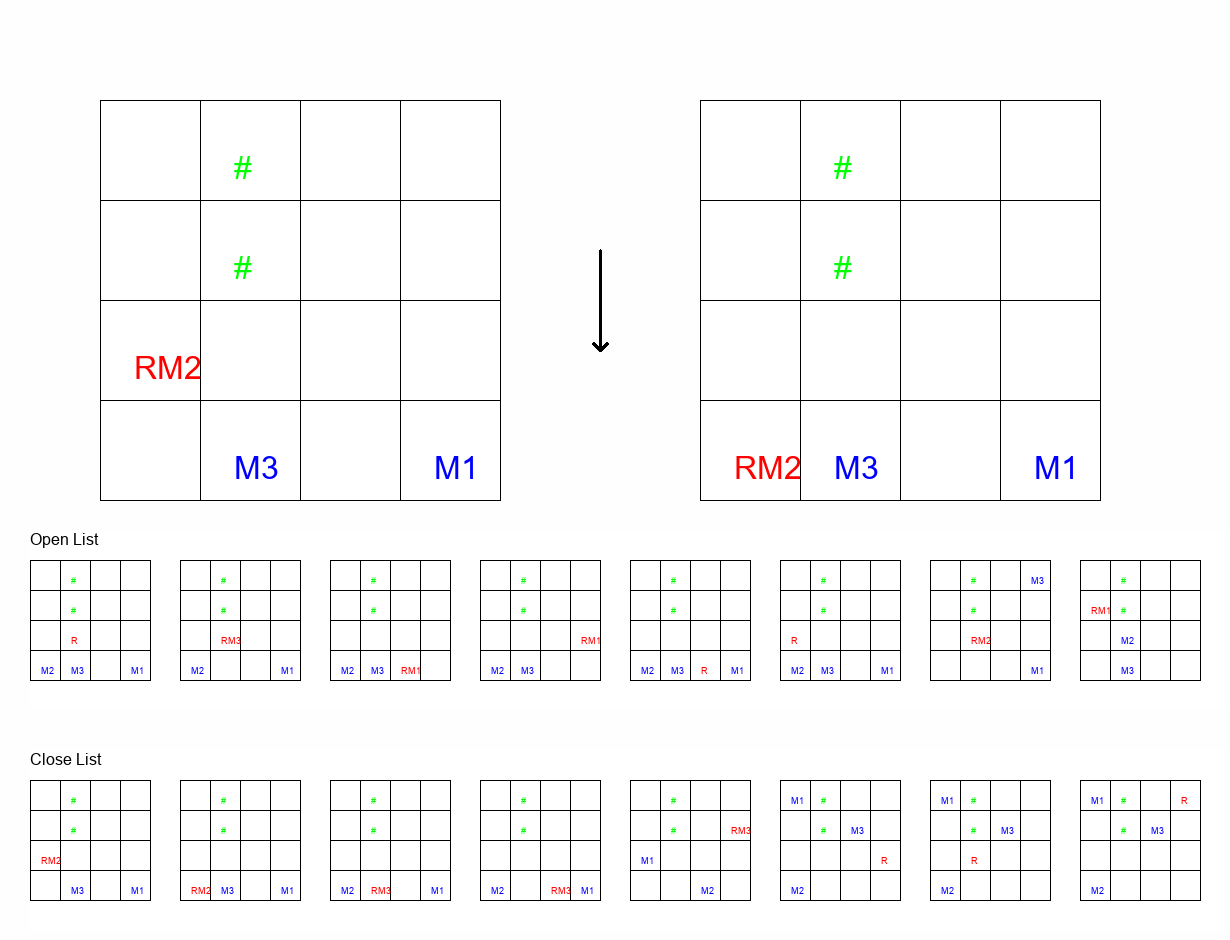 # #
# #
RM2
M3 M1 RM2 M3 M1
Open List
# # # # # # # M3 #
# # # # # # # RM1 #
R RM3 RM1 R RM2 M2
M2 M3 M1 M2 M1 M2 M3 RM1 M2 M3 M2 M3 R M1 M2 M3 M1 M1 M3
Close List
# # # # # M1 # M1 # M1 # R
# # # # # RM3 # M3 # M3 # M3
RM2 M1 R R
M3 M1 RM2 M3 M1 M2 RM3 M1 M2 RM3 M1 M2 M2 M2 M2